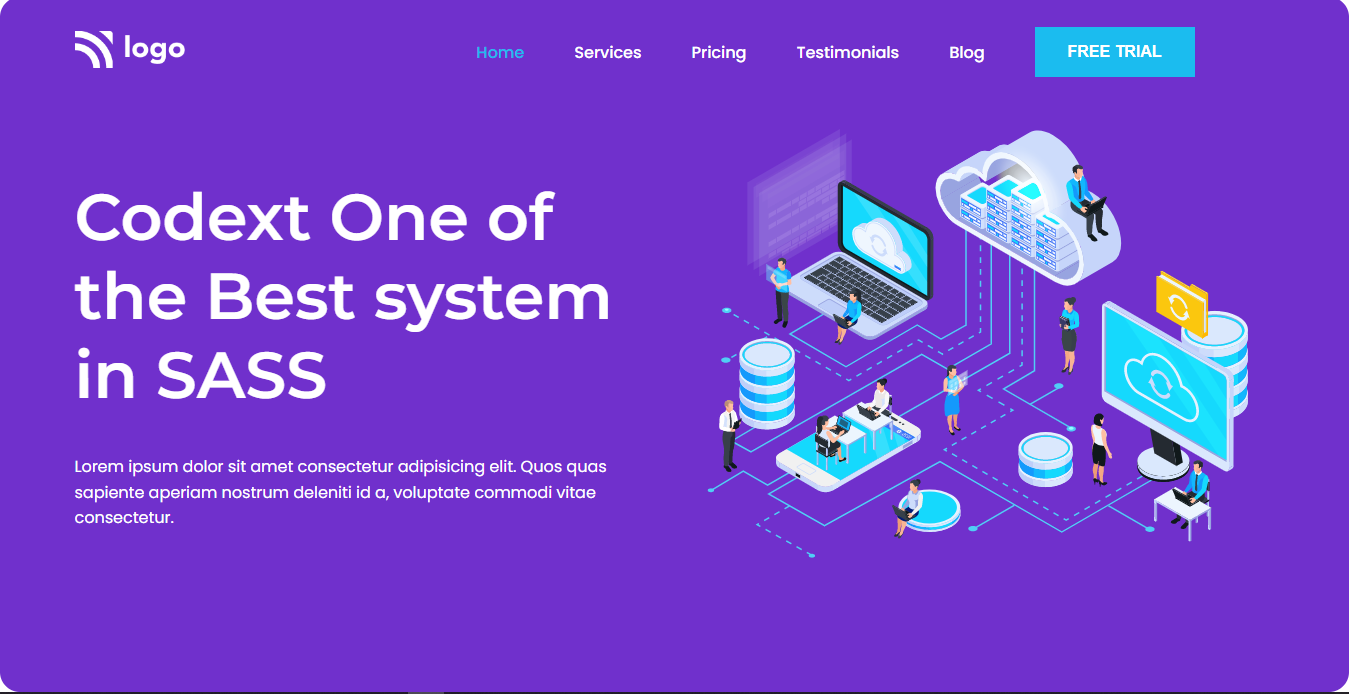 logo
Home Services Pricing Testimonials Blog FREE TRIAL
Codext One of
the Best system
in SASS
Lorem ipsum dolor sit amet consectetur adipisicing elit. Quos quas
sapiente aperiam nostrum deleniti id a, voluptate commodi vitae
consectetur.